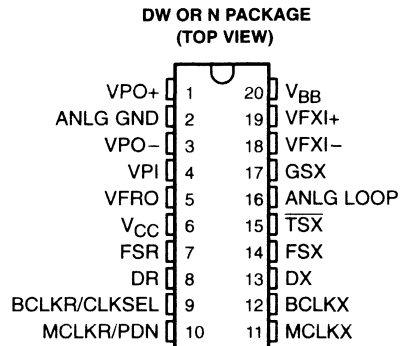 DW OR N PACKAGE
(TOP VIEW)
VPO+ 1 20 VBB
ANLG GND 2 19 VFXI+
VPO− 3 18 VFXI−
VPI 4 17 GSX
VFRO 5 16 ANLG LOOP
VCC 6 15 T̅S̅X̅
FSR 7 14 FSX
DR 8 13 DX
BCLKR/CLKSEL 9 12 BCLKX
MCLKR/PDN 10 11 MCLKX